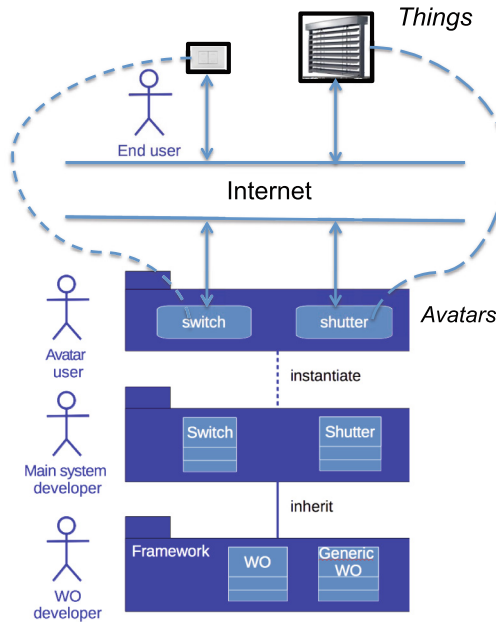 Things
End user
Internet
switch
shutter
Avatars
Avatar
user
instantiate
Switch
Shutter
Main system
developer
inherit
Framework
WO
Generic
WO
WO
developer